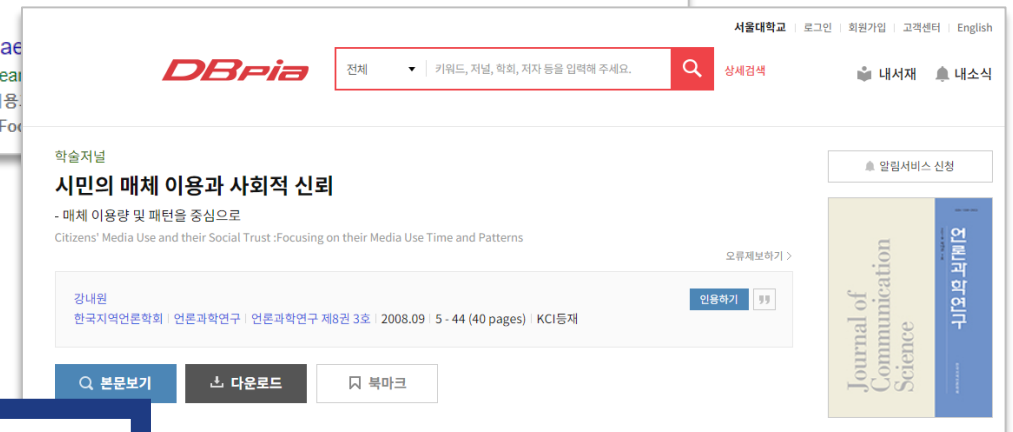 서울대학교 로그인 회원가입 고객센터 English
DBpia 전체 키워드, 저널, 학회, 저자 등을 입력해 주세요. 상세검색 내서재 내소식
학술저널
시민의 매체 이용과 사회적 신뢰
- 매체 이용량 및 패턴을 중심으로
Citizens' Media Use and their Social Trust :Focusing on their Media Use Time and Patterns
오류제보하기
강내원
인용하기
한국지역언론학회 언론과학연구 언론과학연구 제8권 3호 2008.09 5 - 44 (40 pages) KCI등재
본문보기 다운로드 북마크
알림서비스 신청
Journal of
Communication
Science
언론과학연구